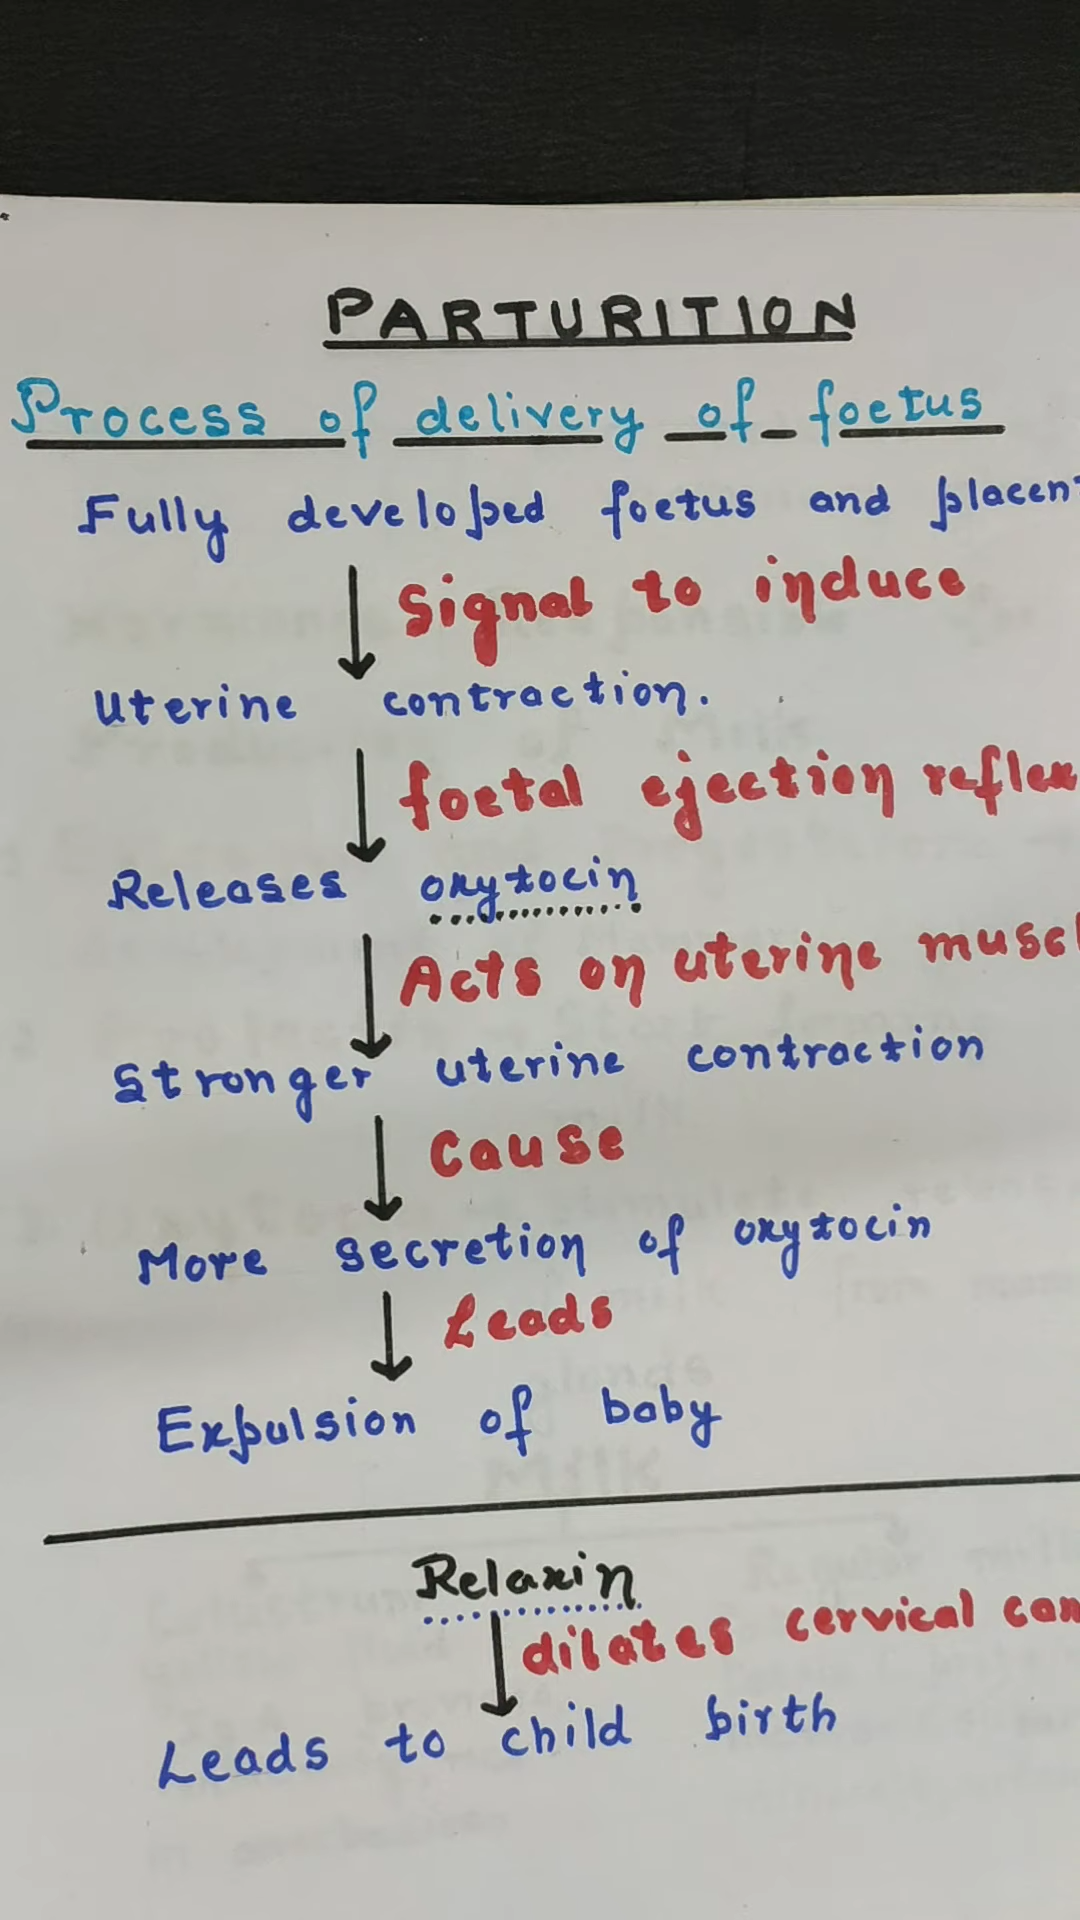 PARTURITION
Process of delivery of foetus
Fully developed foetus and placent
Signal to induce
Uterine contraction.
foetal ejection reflex
Releases oxytocin
Acts on uterine muscl
Stronger uterine contraction
Cause
More secretion of oxytocin
Leads
Expulsion of baby
Relaxin
dilates cervical can
Leads to child birth